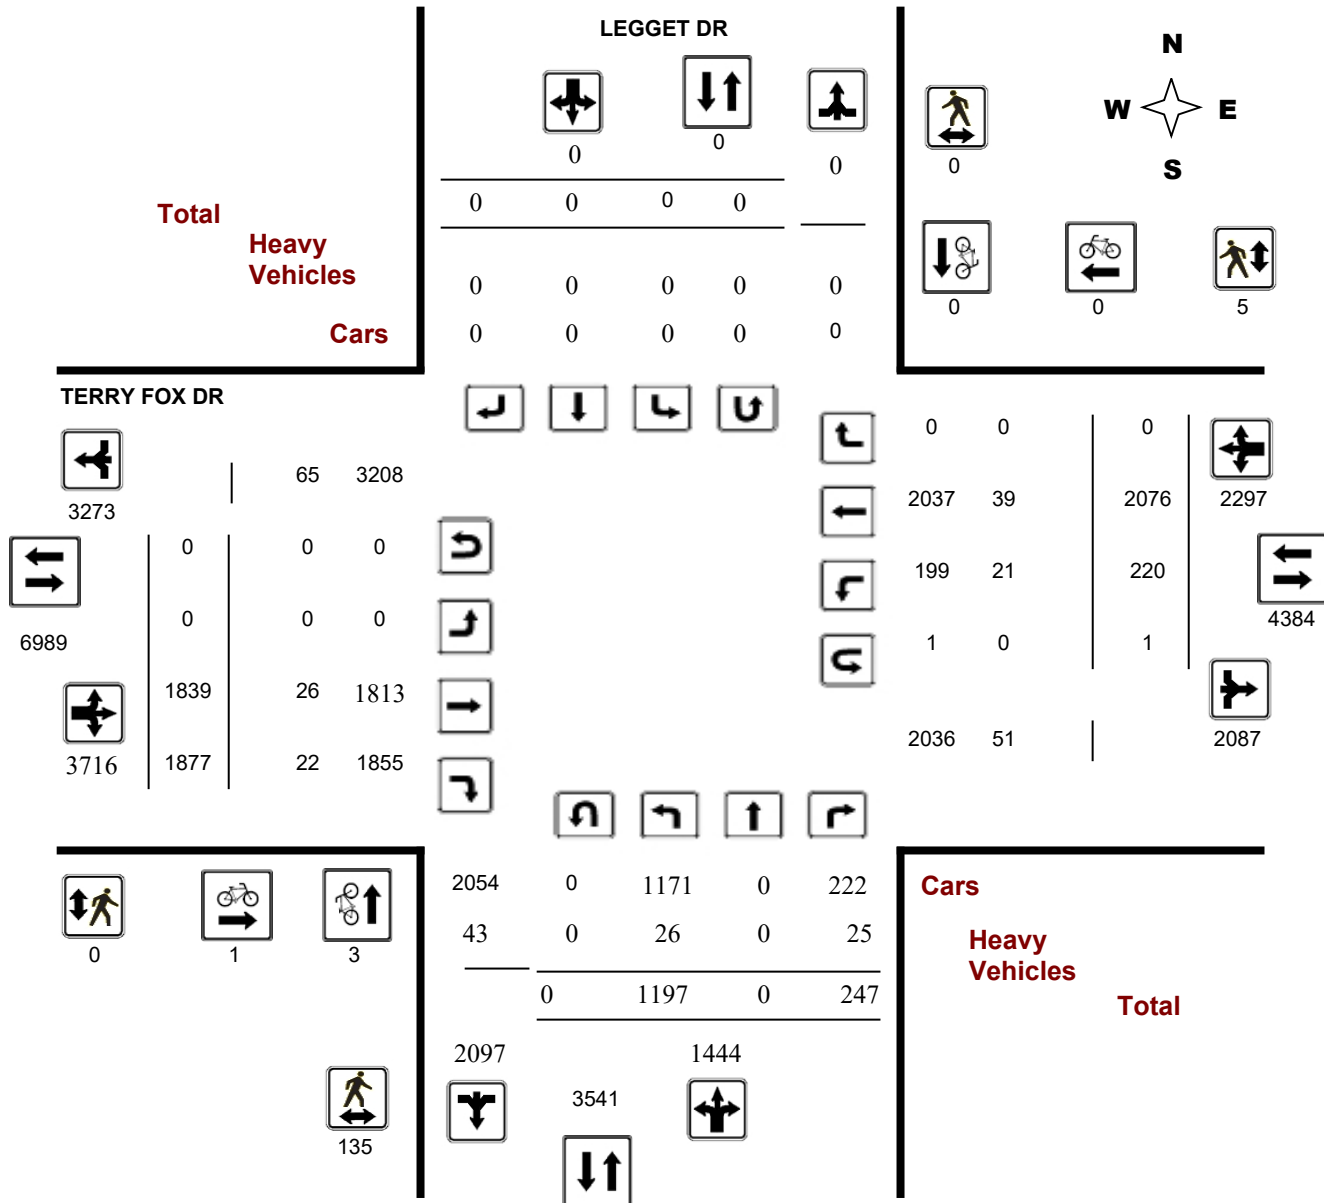 LEGGET DR
N
W E
S
0
0
0
0
0 0 0 0
Total
Heavy
Vehicles
0 0 0 0 0
Cars
0 0 0 0 0
0 0 5
TERRY FOX DR
65 3208
3273
0 0 0
6989
0 0 0
1839 26 1813
3716
1877 22 1855
0 0 0
2037 39 2076 2297
199 21 220
4384
1 0 1
2036 51 2087
2054 0 1171 0 222
43 0 26 0 25
0 1197 0 247
2097 1444
3541
0 1 3
135
Cars
Heavy
Vehicles
Total